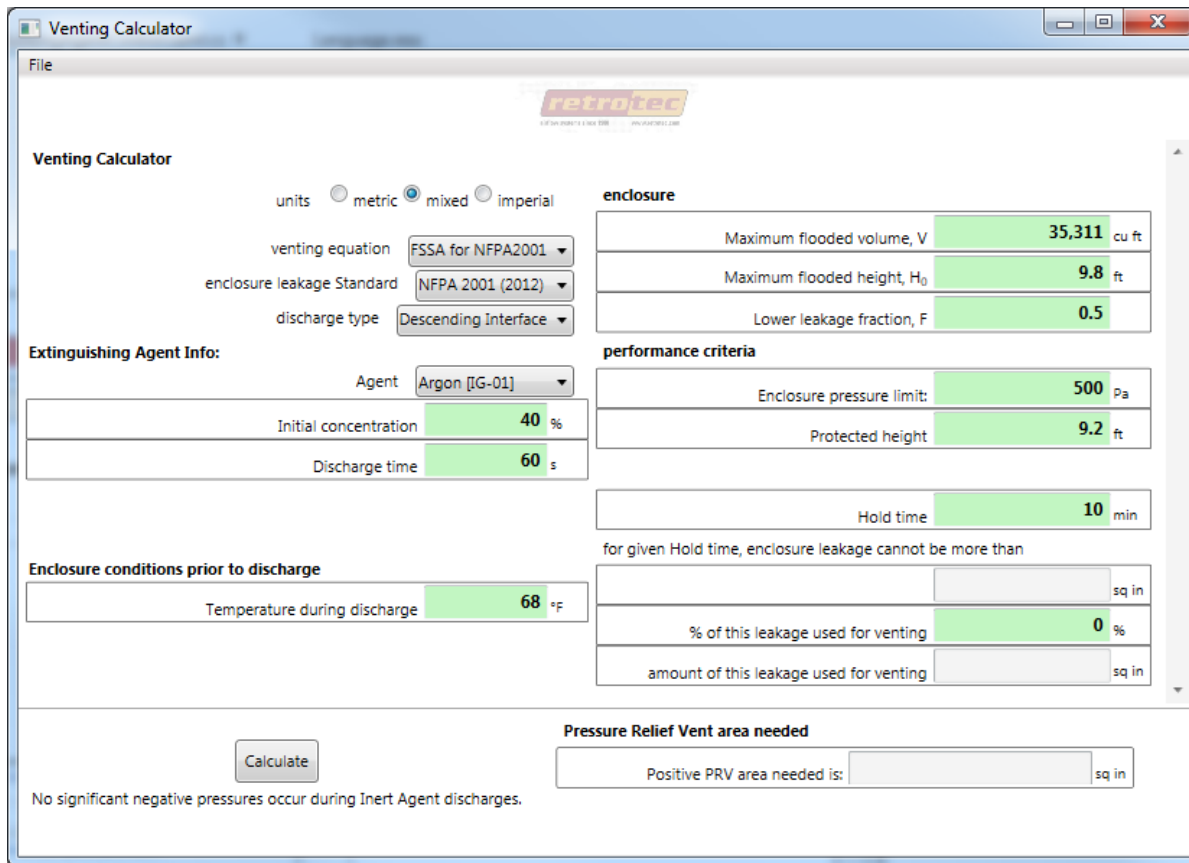 Venting Calculator
File
retrotec
Venting Calculator
units metric mixed imperial
venting equation FSSA for NFPA2001
enclosure leakage Standard NFPA 2001 (2012)
discharge type Descending Interface
Extinguishing Agent Info:
Agent Argon [IG-01]
Initial concentration 40 %
Discharge time 60 s
Enclosure conditions prior to discharge
Temperature during discharge 68 °F
enclosure
Maximum flooded volume, V 35,311 cu ft
Maximum flooded height, H₀ 9.8 ft
Lower leakage fraction, F 0.5
performance criteria
Enclosure pressure limit: 500 Pa
Protected height 9.2 ft
Hold time 10 min
for given Hold time, enclosure leakage cannot be more than
sq in
% of this leakage used for venting 0 %
amount of this leakage used for venting sq in
Calculate
No significant negative pressures occur during Inert Agent discharges.
Pressure Relief Vent area needed
Positive PRV area needed is: sq in